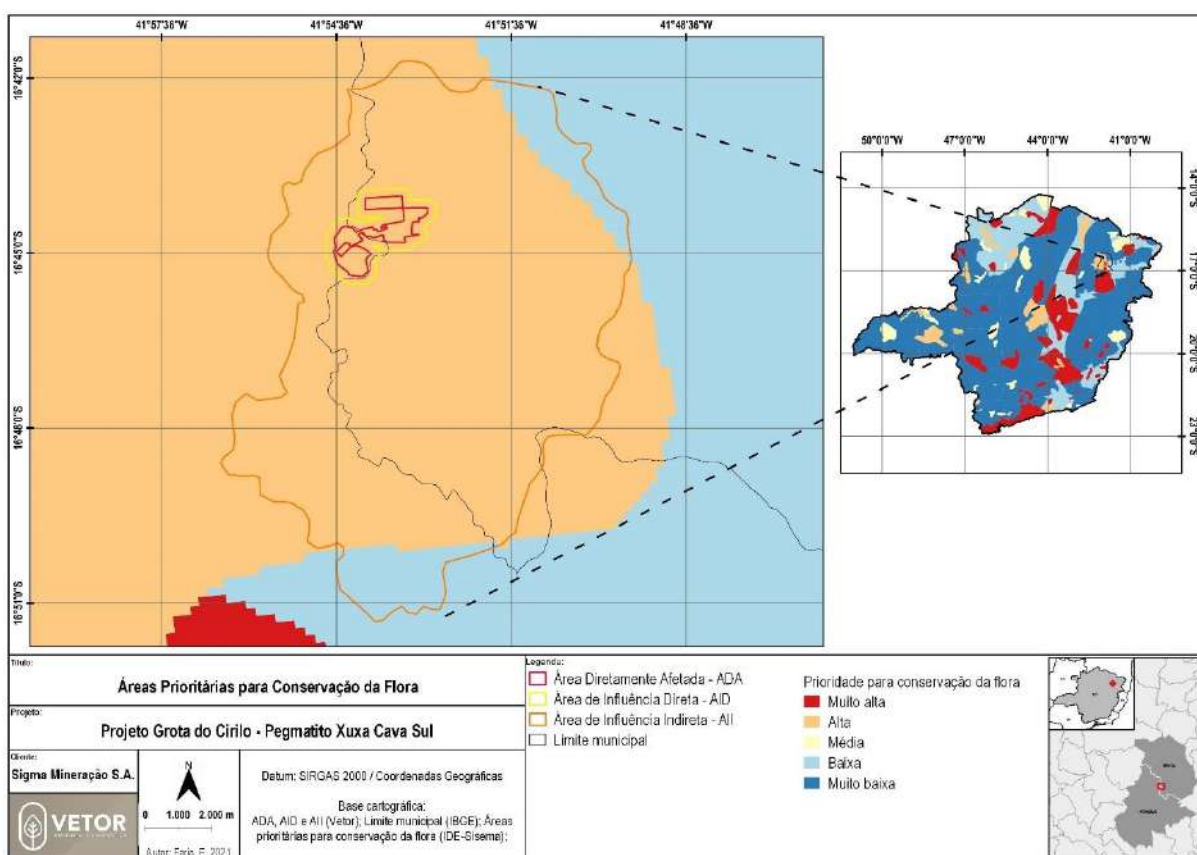 41°57'36"W 41°54'36"W 41°51'36"W 41°48'36"W
16°42'0"S
16°45'0"S
16°48'0"S
16°51'0"S
50°0'0"W 47°0'0"W 44°0'0"W 41°0'0"W
14°0'0"S
17°0'0"S
20°0'0"S
23°0'0"S
Título:
Áreas Prioritárias para Conservação da Flora
Projeto:
Projeto Grota do Cirilo - Pegmatito Xuxa Cava Sul
Cliente:
Sigma Mineração S.A.
VETOR
N
0 1.000 2.000 m
Autor: Faria, F. 2021
Datum: SIRGAS 2000 / Coordenadas Geográficas
Base cartográfica:
ADA, AID e AII (Vetor); Limite municipal (IBGE); Áreas
prioritárias para conservação da flora (IDE-Sisema);
Legenda:
Área Diretamente Afetada - ADA
Área de Influência Direta - AID
Área de Influência Indireta - AII
Limite municipal
Prioridade para conservação da flora
Muito alta
Alta
Média
Baixa
Muito baixa